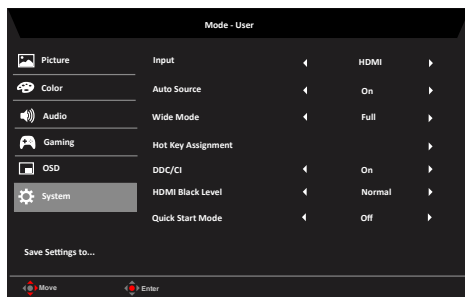 Mode - User
Picture
Input HDMI
Color
Auto Source On
Audio
Wide Mode Full
Gaming
Hot Key Assignment
OSD
DDC/CI On
System
HDMI Black Level Normal
Quick Start Mode Off
Save Settings to...
Move Enter